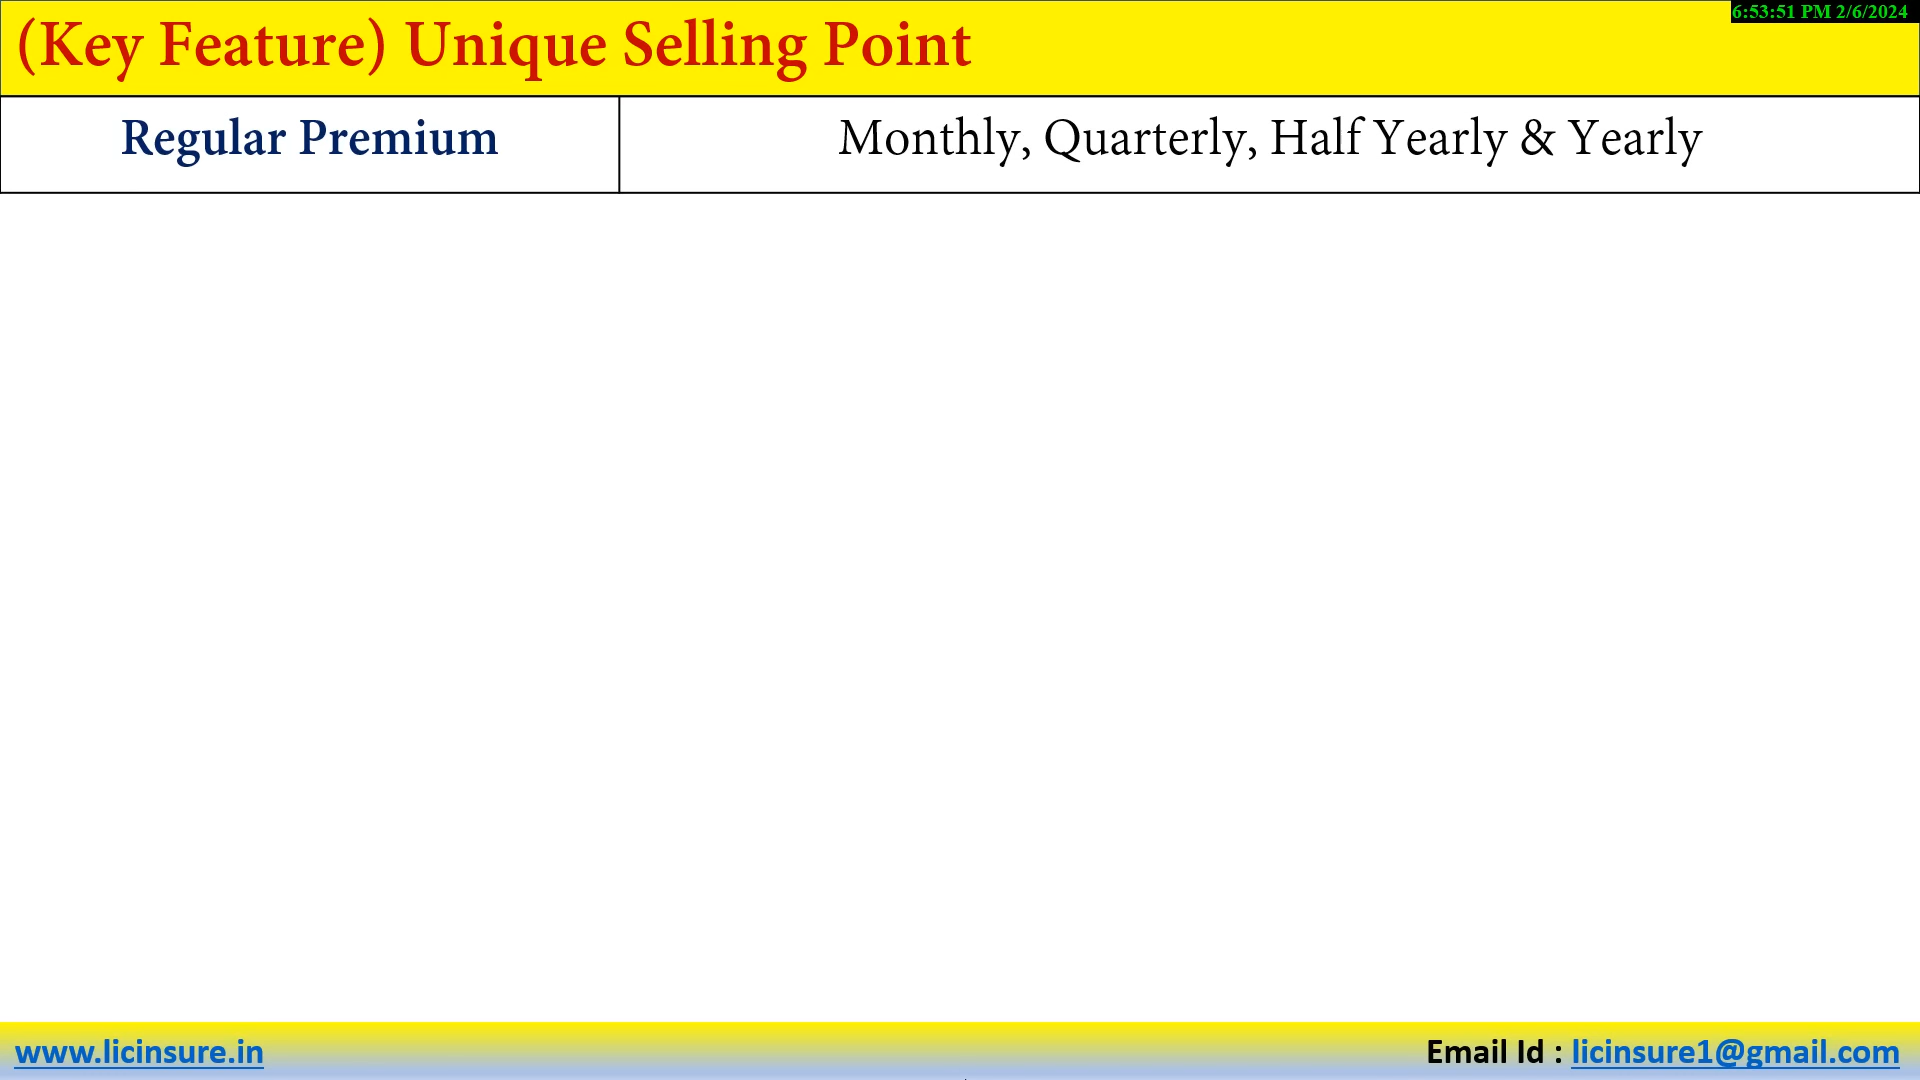 6:53:51 PM 2/6/2024
(Key Feature) Unique Selling Point
Regular Premium
Monthly, Quarterly, Half Yearly & Yearly
www.licinsure.in
Email Id : licinsure1@gmail.com